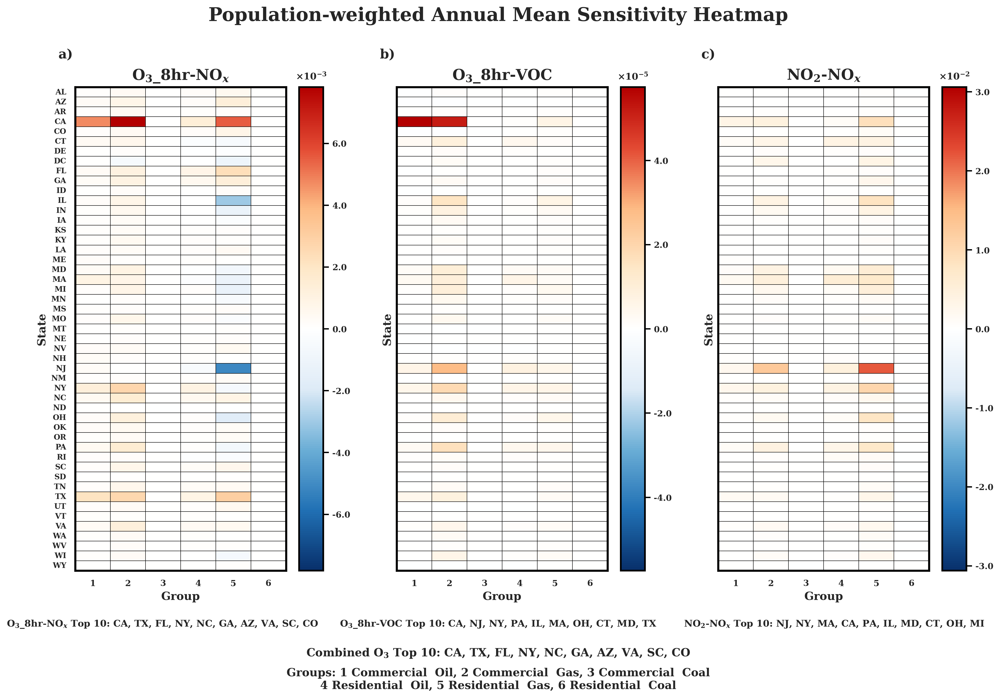 Population-weighted Annual Mean Sensitivity Heatmap
a)
O₃_8hr-NOₓ
×10⁻³
AL
AZ
AR
CA
CO
CT
DE
DC
FL
GA
ID
IL
IN
IA
KS
KY
LA
ME
MD
MA
MI
MN
MS
MO
MT
NE
NV
NH
NJ
NM
NY
NC
ND
OH
OK
OR
PA
RI
SC
SD
TN
TX
UT
VT
VA
WA
WV
WI
WY
State
1 2 3 4 5 6
Group
6.0
4.0
2.0
0.0
-2.0
-4.0
-6.0
b)
O₃_8hr-VOC
×10⁻⁵
State
1 2 3 4 5 6
Group
4.0
2.0
0.0
-2.0
-4.0
c)
NO₂-NOₓ
×10⁻²
State
1 2 3 4 5 6
Group
3.0
2.0
1.0
0.0
-1.0
-2.0
-3.0
O₃_8hr-NOₓ Top 10: CA, TX, FL, NY, NC, GA, AZ, VA, SC, CO
O₃_8hr-VOC Top 10: CA, NJ, NY, PA, IL, MA, OH, CT, MD, TX
NO₂-NOₓ Top 10: NJ, NY, MA, CA, PA, IL, MD, CT, OH, MI
Combined O₃ Top 10: CA, TX, FL, NY, NC, GA, AZ, VA, SC, CO
Groups: 1 Commercial Oil, 2 Commercial Gas, 3 Commercial Coal
4 Residential Oil, 5 Residential Gas, 6 Residential Coal